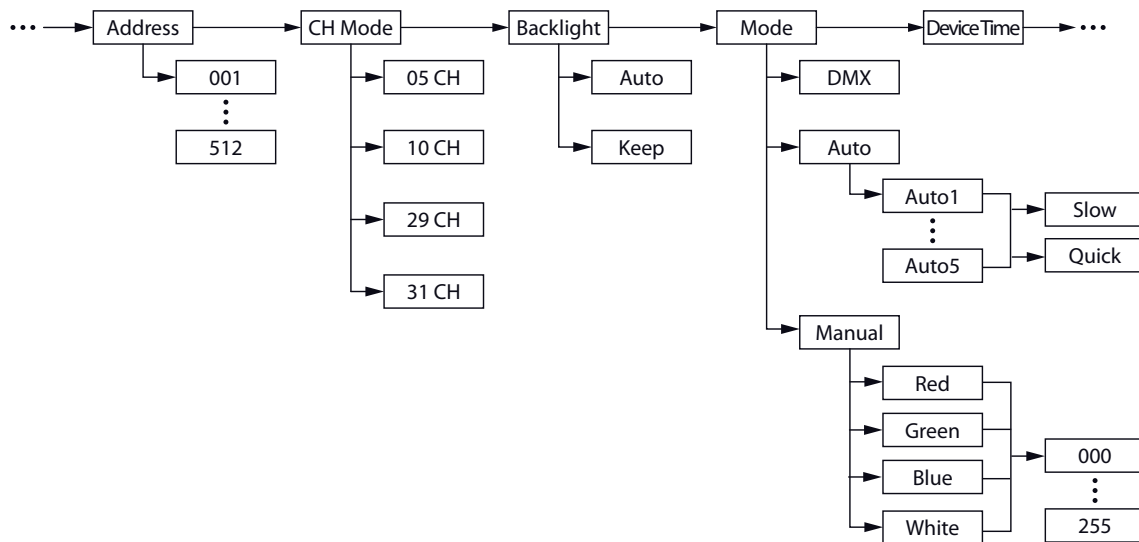 ••• Address CH Mode Backlight Mode DeviceTime •••
001 05 CH Auto DMX
512 10 CH Keep Auto
Auto1 Slow
29 CH
Auto5 Quick
31 CH
Manual
Red
Green
000
Blue
White 255